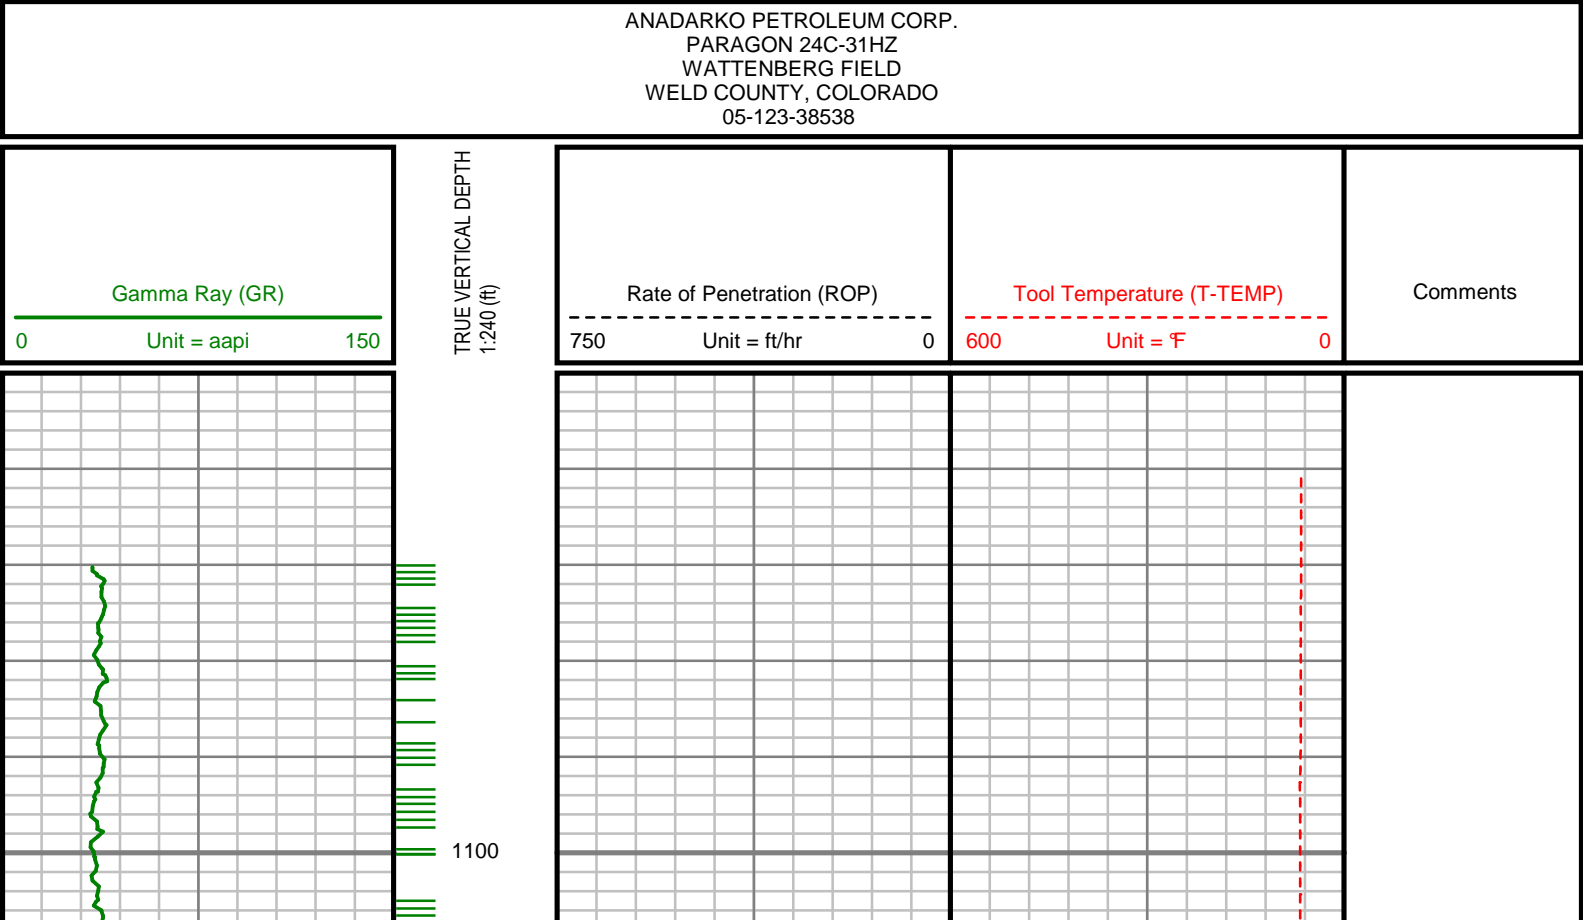 ANADARKO PETROLEUM CORP.
PARAGON 24C-31HZ
WATTENBERG FIELD
WELD COUNTY, COLORADO
05-123-38538
Gamma Ray (GR)
0 Unit = aapi 150
TRUE VERTICAL DEPTH
1:240 (ft)
Rate of Penetration (ROP)
750 Unit = ft/hr 0
Tool Temperature (T-TEMP)
600 Unit = °F 0
Comments
1100